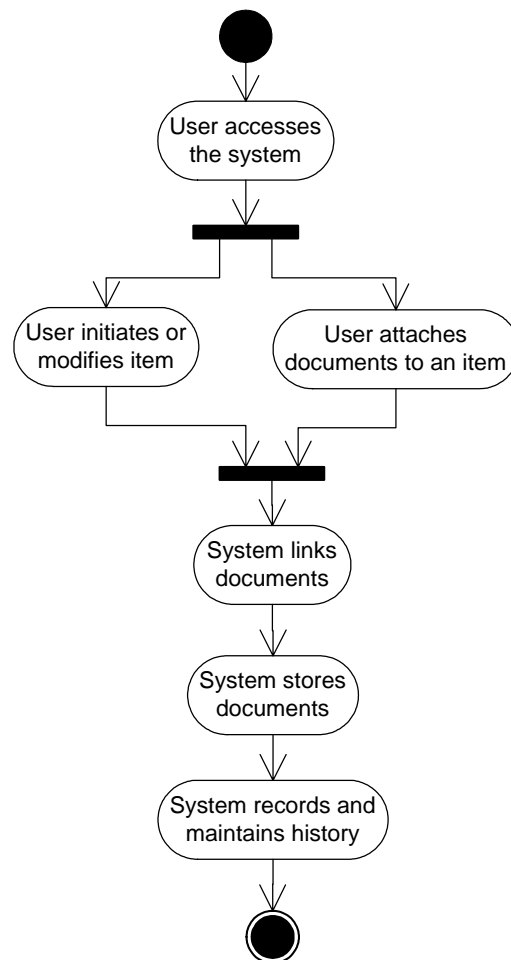 User accesses
the system
User initiates or
modifies item
User attaches
documents to an item
System links
documents
System stores
documents
System records and
maintains history